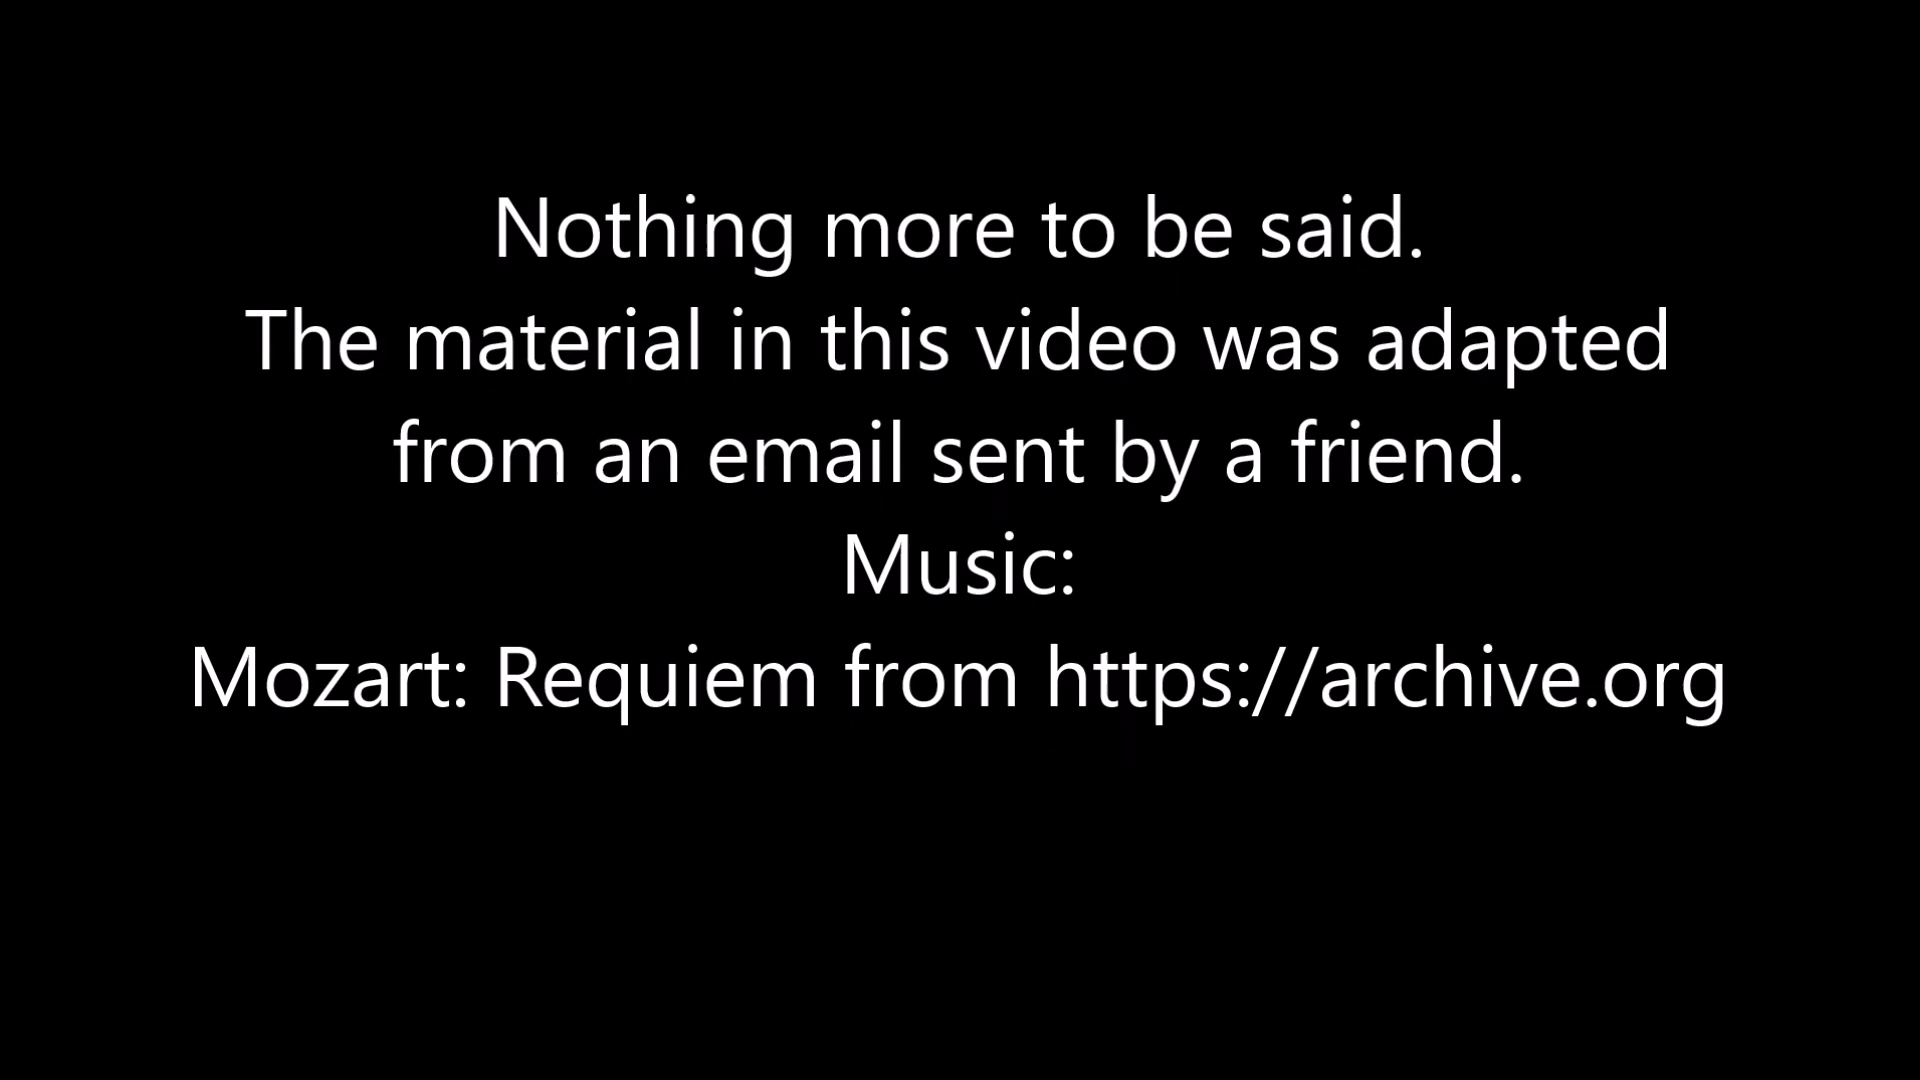 Nothing more to be said.
The material in this video was adapted
from an email sent by a friend.
Music:
Mozart: Requiem from https://archive.org